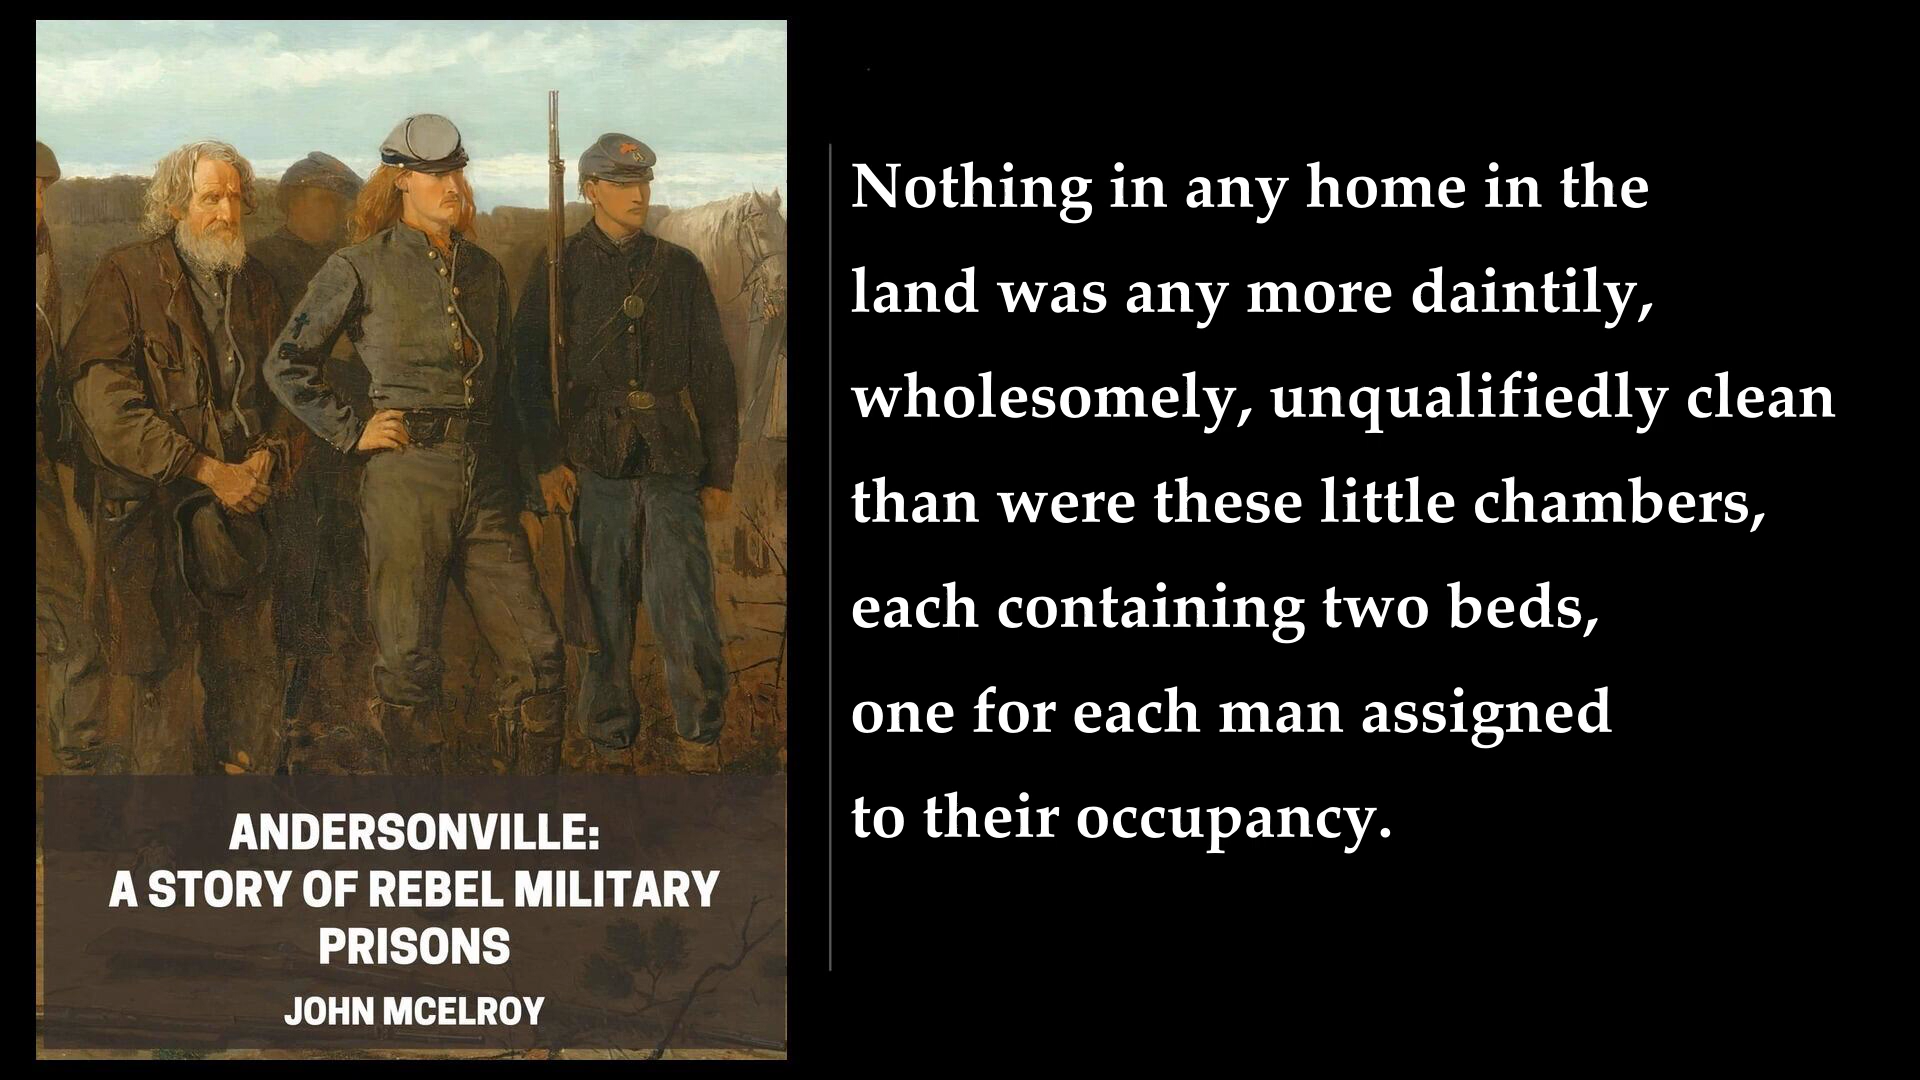 ANDERSONVILLE:
A STORY OF REBEL MILITARY
PRISONS
JOHN MCELROY
Nothing in any home in the
land was any more daintily,
wholesomely, unqualifiedly clean
than were these little chambers,
each containing two beds,
one for each man assigned
to their occupancy.